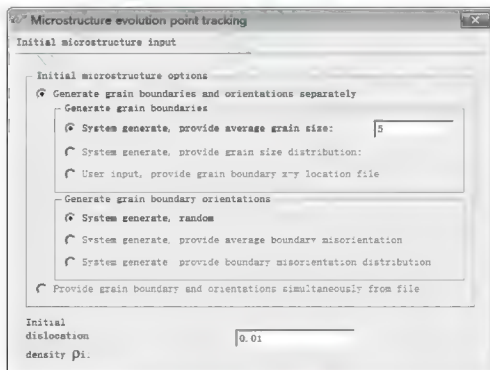 Microstructure evolution point tracking
Initial microstructure input
Initial microstructure options
Generate grain boundaries and orientations separately
Generate grain boundaries
System generate, provide average grain size: 5
System generate, provide grain size distribution:
User input, provide grain boundary x-y location file
Generate grain boundary orientations
System generate, random
System generate, provide average boundary misorientation
System generate provide boundary misorientation distribution
Provide grain boundary and orientations simultaneously from file
Initial
dislocation 0.01
density ρi.